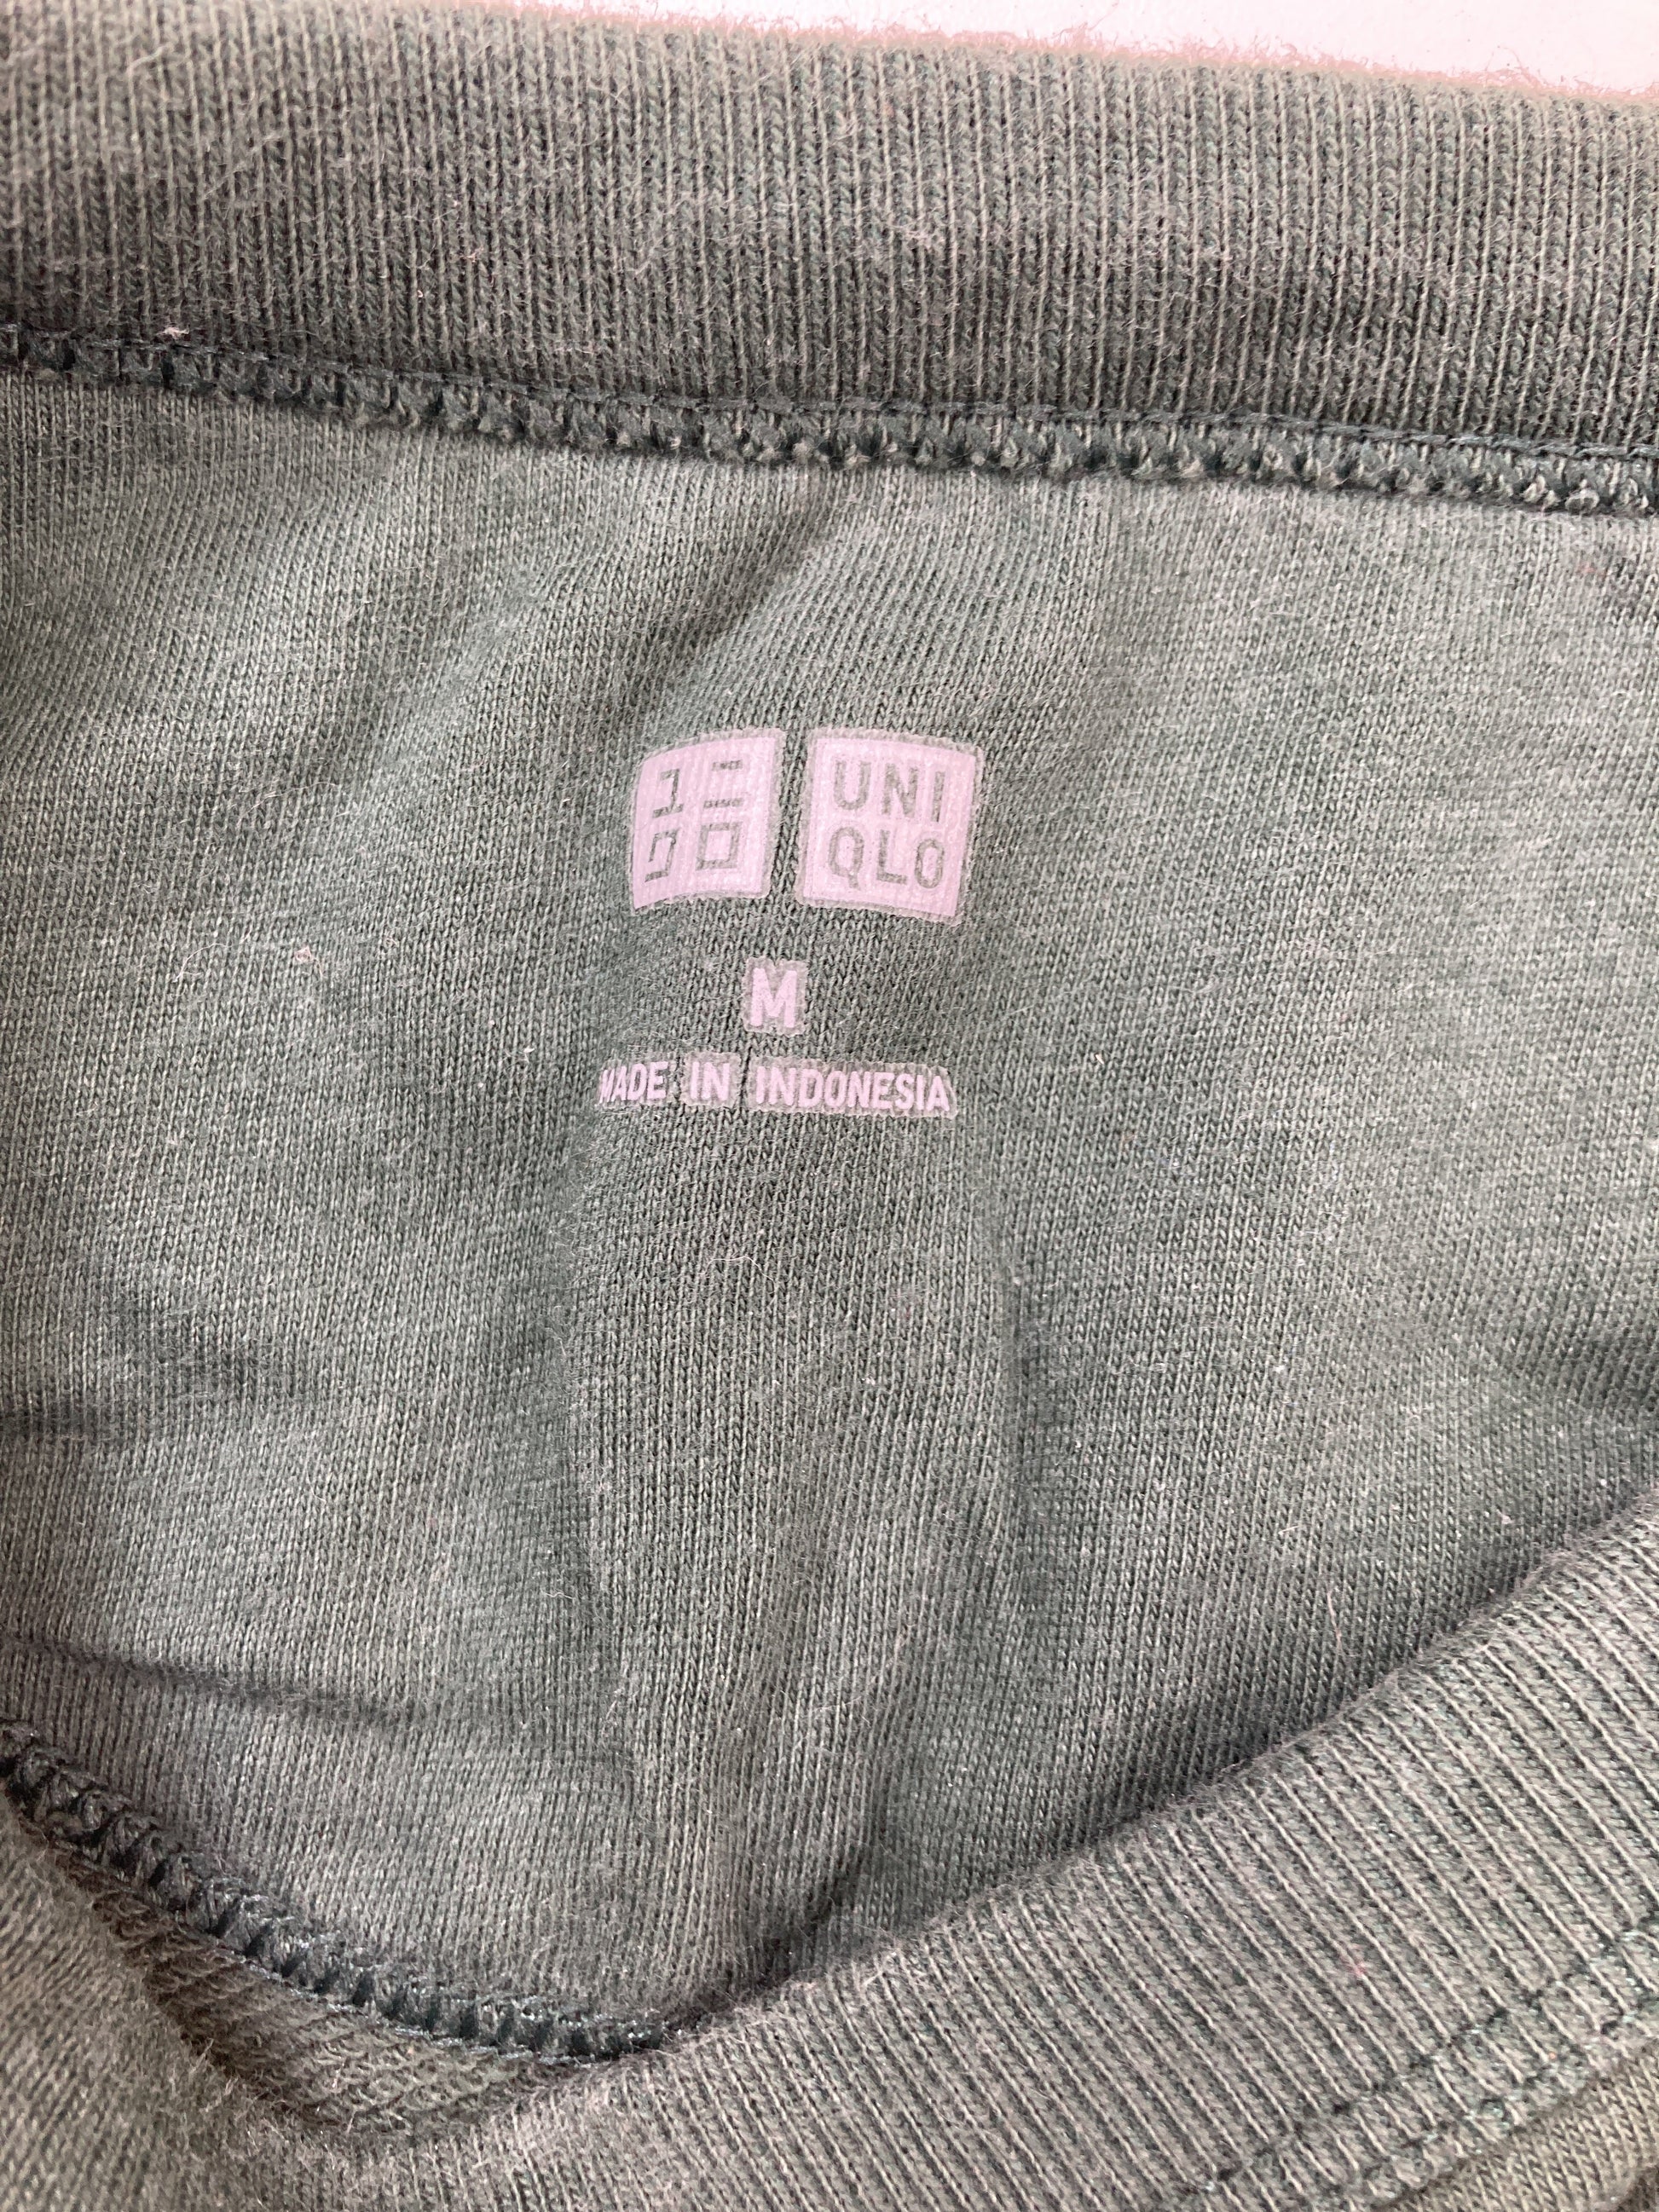 ユニ UNI
クロ QLO
M
MADE IN INDONESIA